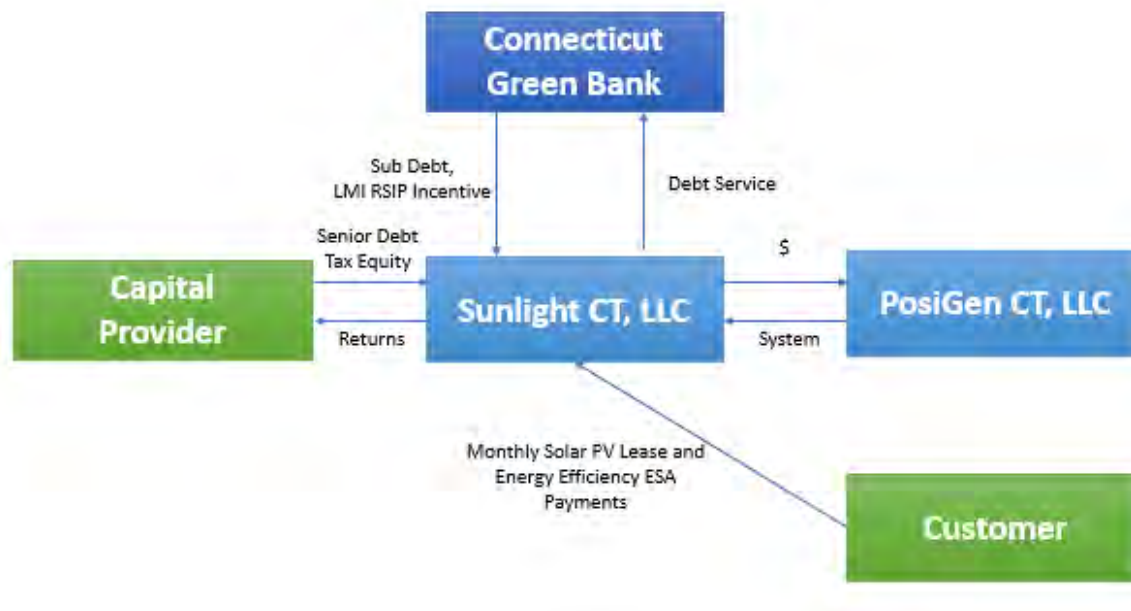 Connecticut
Green Bank
Sub Debt,
LMI RSIP Incentive
Debt Service
Senior Debt
Tax Equity
$
Capital
Provider
Sunlight CT, LLC
PosiGen CT, LLC
Returns
System
Monthly Solar PV Lease and
Energy Efficiency ESA
Payments
Customer